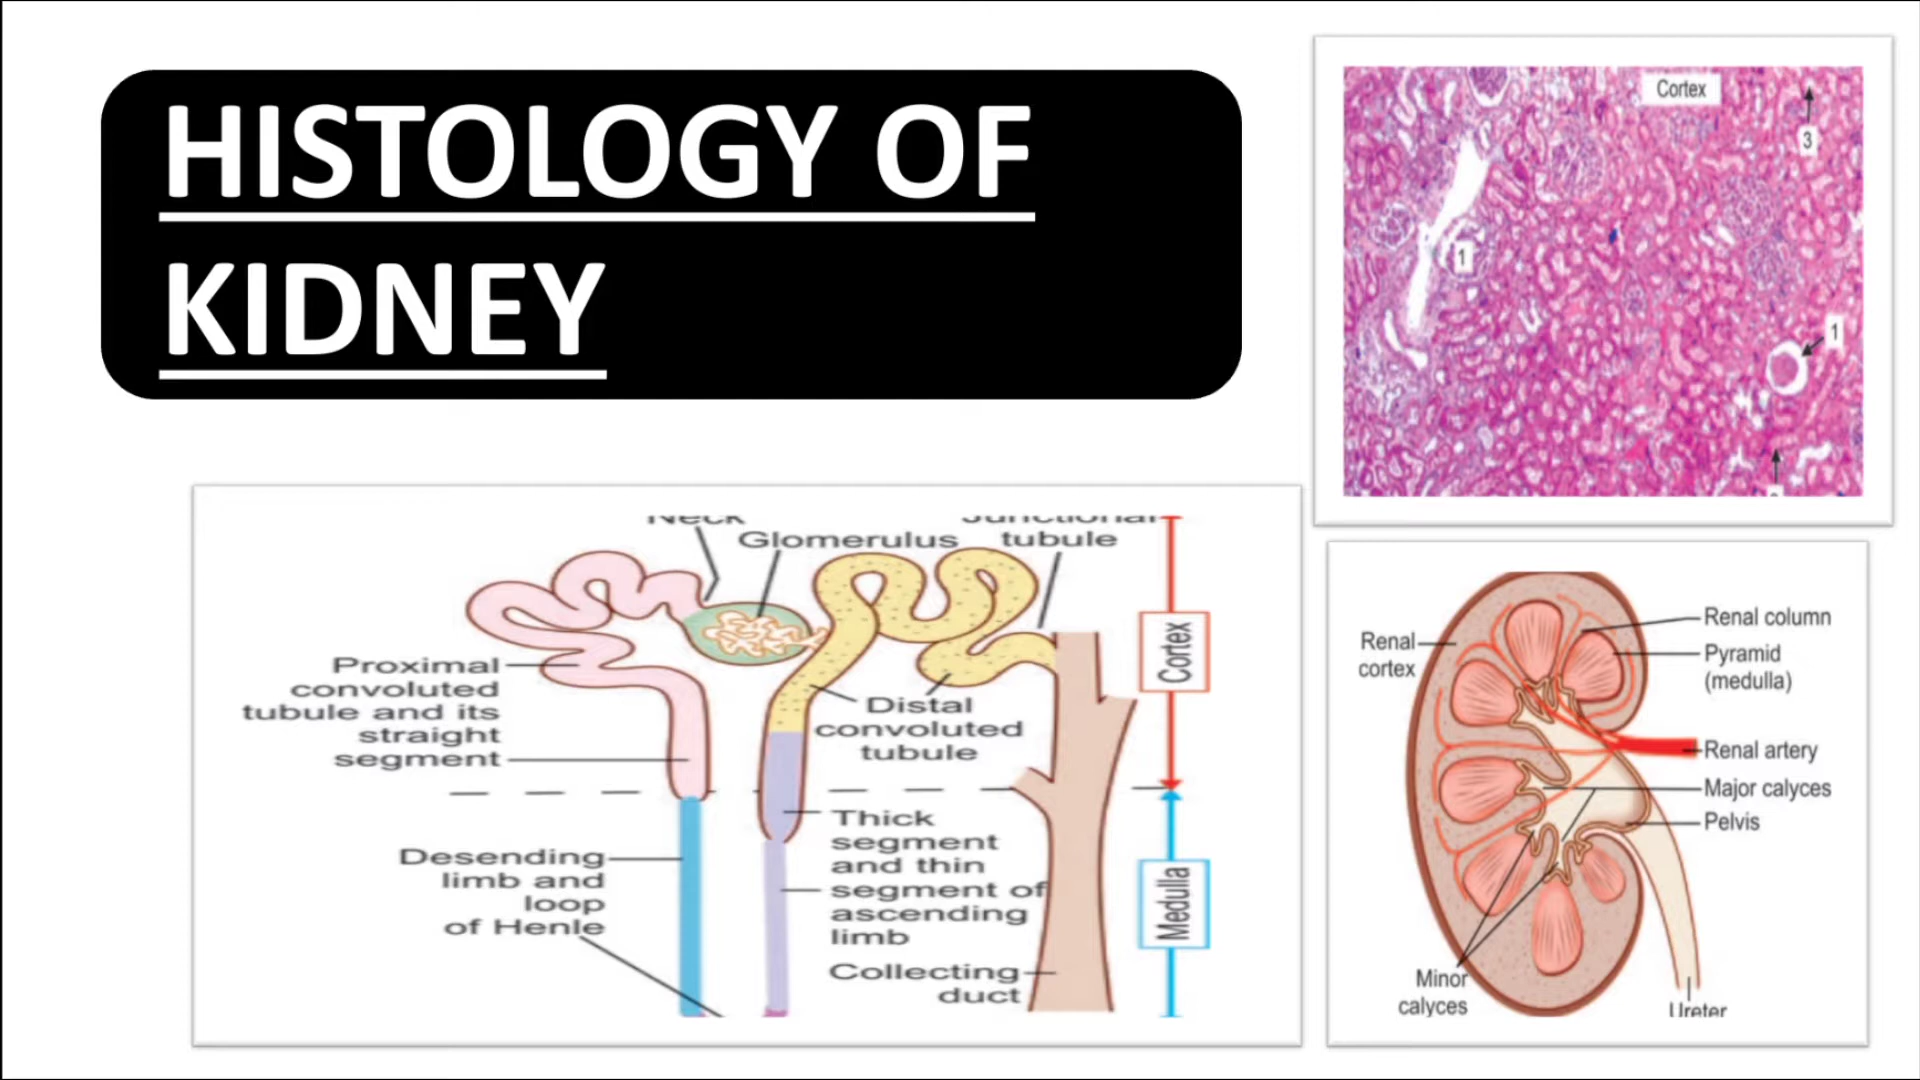 HISTOLOGY OF
KIDNEY
Cortex
3
1
1
Neck
Glomerulus
Junctional
tubule
Proximal
convoluted
tubule and its
straight
segment
Distal
convoluted
tubule
Cortex
Thick
segment
and thin
segment of
ascending
limb
Desending
limb and
loop
of Henle
Medulla
Collecting
duct
Renal
cortex
Renal column
Pyramid
(medulla)
Renal artery
Major calyces
Pelvis
Minor
calyces
Ureter